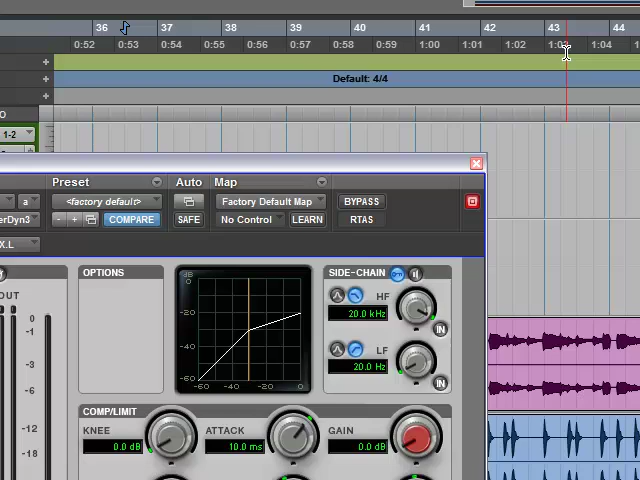 36 37 38 39 40 41 42 43 44
0:52 0:53 0:54 0:55 0:56 0:57 0:58 0:59 1:00 1:01 1:02 1:03 1:04
+
+ Default: 4/4
+
O
1-2
Preset Auto Map
a <factory default> Factory Default Map BYPASS
erDyn3 - + COMPARE SAFE No Control LEARN RTAS
X.L
OPTIONS dB SIDE-CHAIN
OUT 0 HF
0 20.0 kHz
-1 -20 IN
-3 LF
-40 20.0 Hz
-6 -60 IN
-60 -40 -20 0
COMP/LIMIT
-12 KNEE ATTACK GAIN
0.0 dB 10.0 ms 0.0 dB
-18